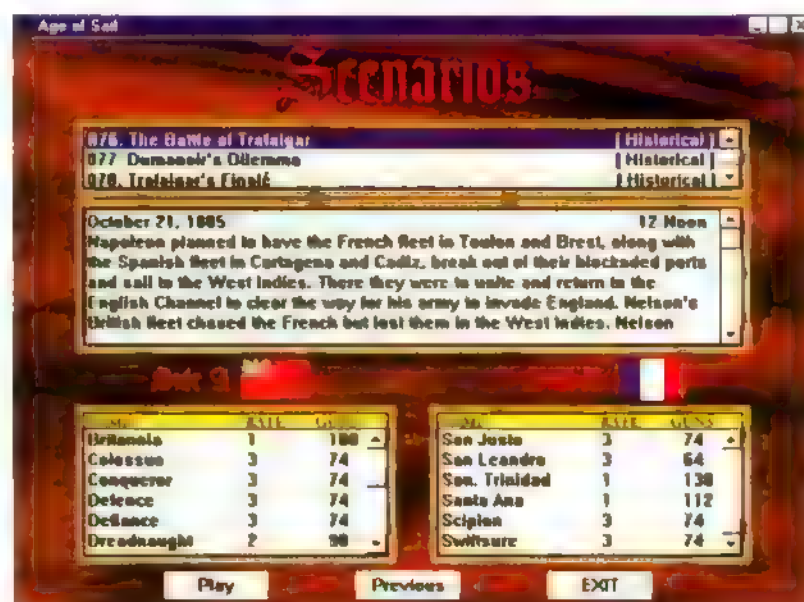 Age of Sail
Scenarios
076. The Battle of Trafalgar [ Historical ]
077 Dumanoir's Dilemma [ Historical ]
078. Trafalgar's Finalé [ Historical ]
October 21, 1805 12 Noon
Napoleon planned to have the French fleet in Toulon and Brest, along with
the Spanish fleet in Cartagena and Cadiz, break out of their blockaded ports
and sail to the West Indies. There they were to unite and return to the
English Channel to clear the way for his army to invade England. Nelson's
British fleet chased the French but lost them in the West Indies. Nelson
RATE GUNS
RATE GUNS
Britannia 1 100
Colossus 3 74
Conqueror 3 74
Defence 3 74
Defiance 3 74
Dreadnaught 2 98
San Justo 3 74
San Leandro 3 64
San. Trinidad 1 130
Santa Ana 1 112
Scipion 3 74
Swiftsure 3 74
Play
Previous
EXIT